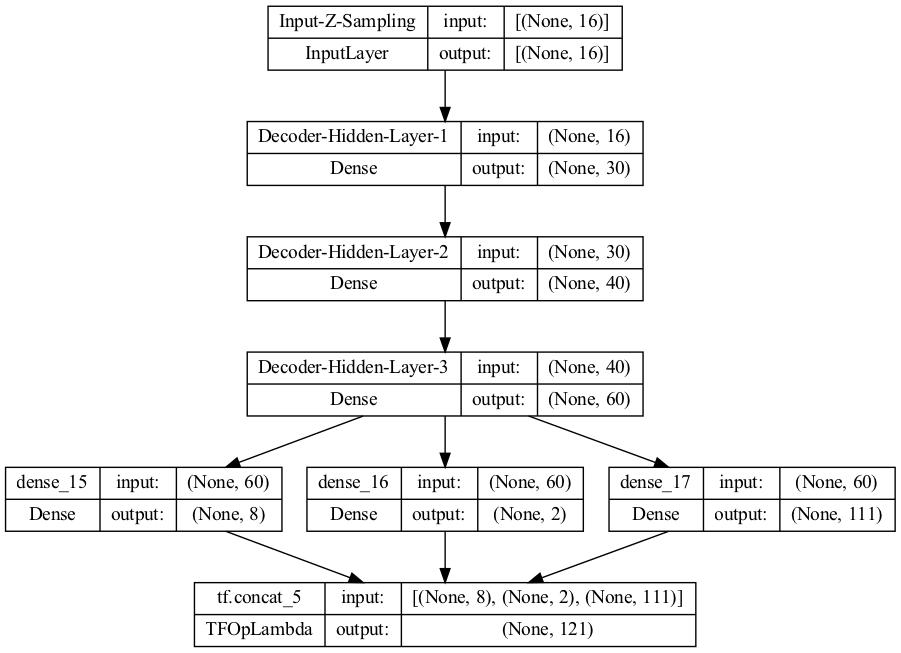 Input-Z-Sampling input: [(None, 16)]
InputLayer output: [(None, 16)]
Decoder-Hidden-Layer-1 input: (None, 16)
Dense output: (None, 30)
Decoder-Hidden-Layer-2 input: (None, 30)
Dense output: (None, 40)
Decoder-Hidden-Layer-3 input: (None, 40)
Dense output: (None, 60)
dense_15 input: (None, 60)
Dense output: (None, 8)
dense_16 input: (None, 60)
Dense output: (None, 2)
dense_17 input: (None, 60)
Dense output: (None, 111)
tf.concat_5 input: [(None, 8), (None, 2), (None, 111)]
TFOpLambda output: (None, 121)